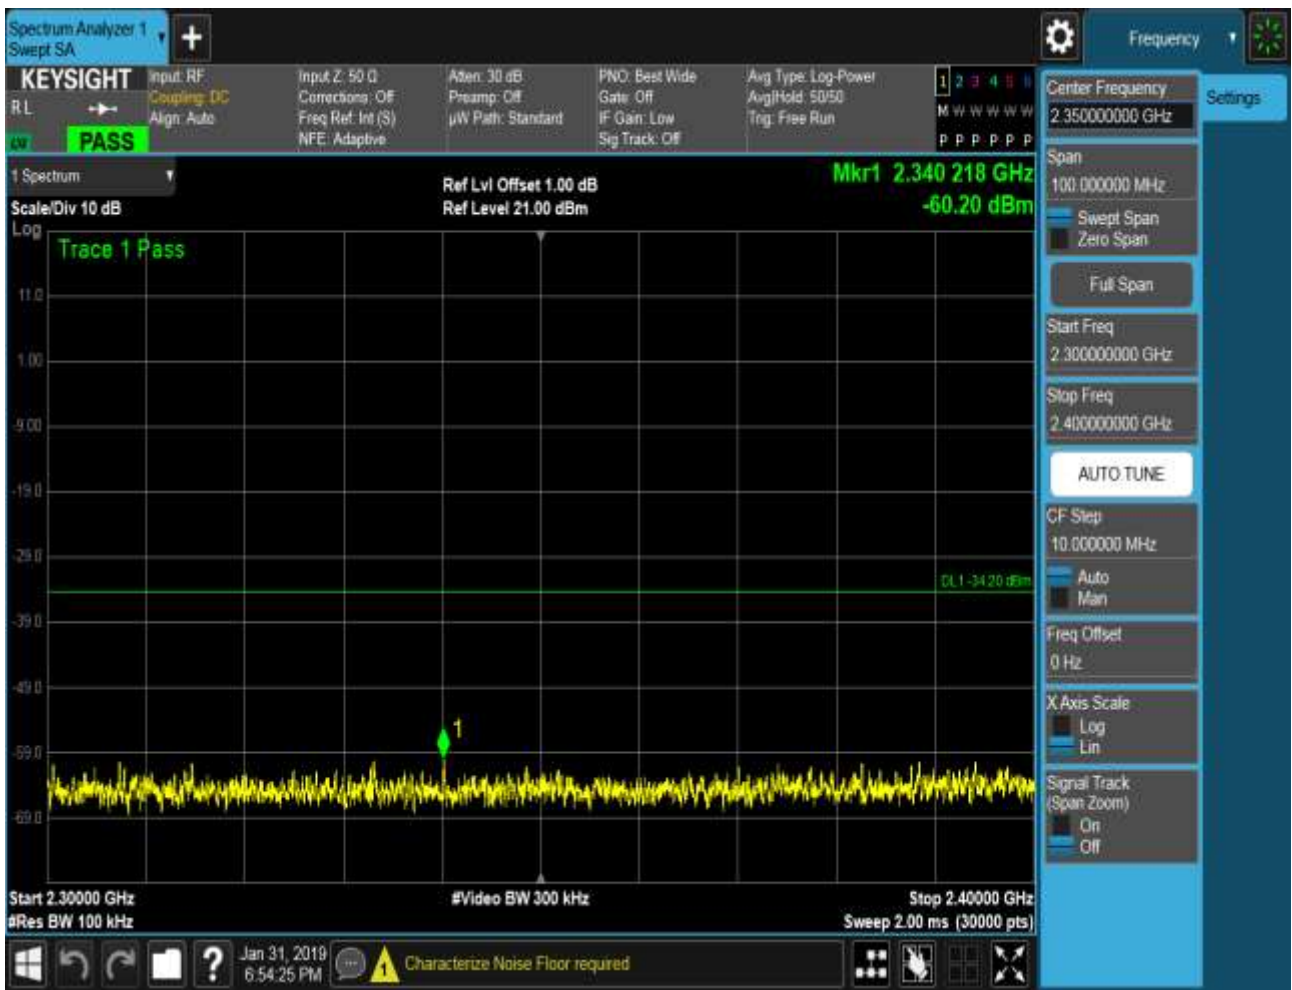 Spectrum Analyzer 1
Swept SA
+
Frequency
KEYSIGHT
Input: RF
Coupling: DC
Align: Auto
Input Z: 50 Ω
Corrections: Off
Freq Ref: Int (S)
NFE: Adaptive
Atten: 30 dB
Preamp: Off
µW Path: Standard
PNO: Best Wide
Gate: Off
IF Gain: Low
Sig Track: Off
Avg Type: Log-Power
Avg|Hold: 50/50
Trig: Free Run
1 2 3 4 5 6
M W W W W W
P P P P P P
R L
PASS
1 Spectrum
Scale/Div 10 dB
Ref Lvl Offset 1.00 dB
Ref Level 21.00 dBm
Mkr1 2.340 218 GHz
-60.20 dBm
Log
Trace 1 Pass
11.0
1.00
-9.00
-19.0
-29.0
DL1 -34.20 dBm
-39.0
-49.0
1
-59.0
-69.0
Start 2.30000 GHz
#Video BW 300 kHz
Stop 2.40000 GHz
#Res BW 100 kHz
Sweep 2.00 ms (30000 pts)
?
Jan 31, 2019
6:54:25 PM
1
Characterize Noise Floor required
Center Frequency
2.350000000 GHz
Settings
Span
100.000000 MHz
Swept Span
Zero Span
Full Span
Start Freq
2.300000000 GHz
Stop Freq
2.400000000 GHz
AUTO TUNE
CF Step
10.000000 MHz
Auto
Man
Freq Offset
0 Hz
X Axis Scale
Log
Lin
Signal Track
(Span Zoom)
On
Off